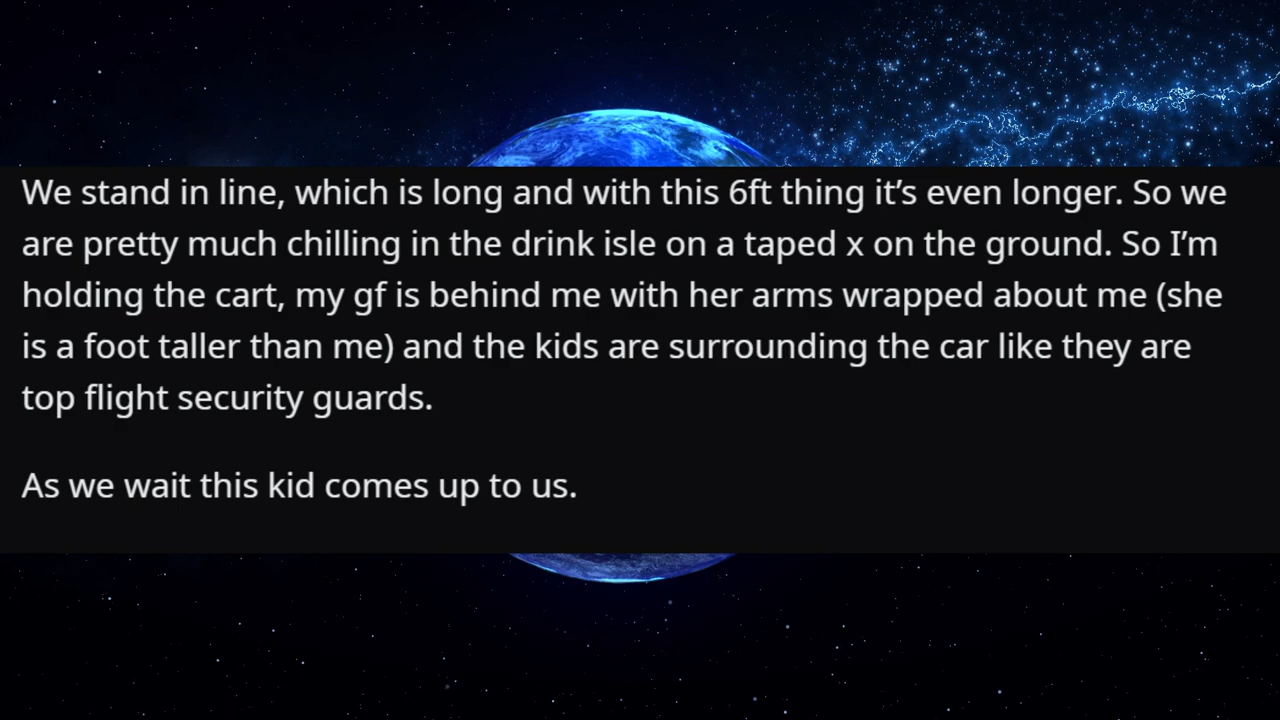 We stand in line, which is long and with this 6ft thing it’s even longer. So we
are pretty much chilling in the drink isle on a taped x on the ground. So I’m
holding the cart, my gf is behind me with her arms wrapped about me (she
is a foot taller than me) and the kids are surrounding the car like they are
top flight security guards.
As we wait this kid comes up to us.